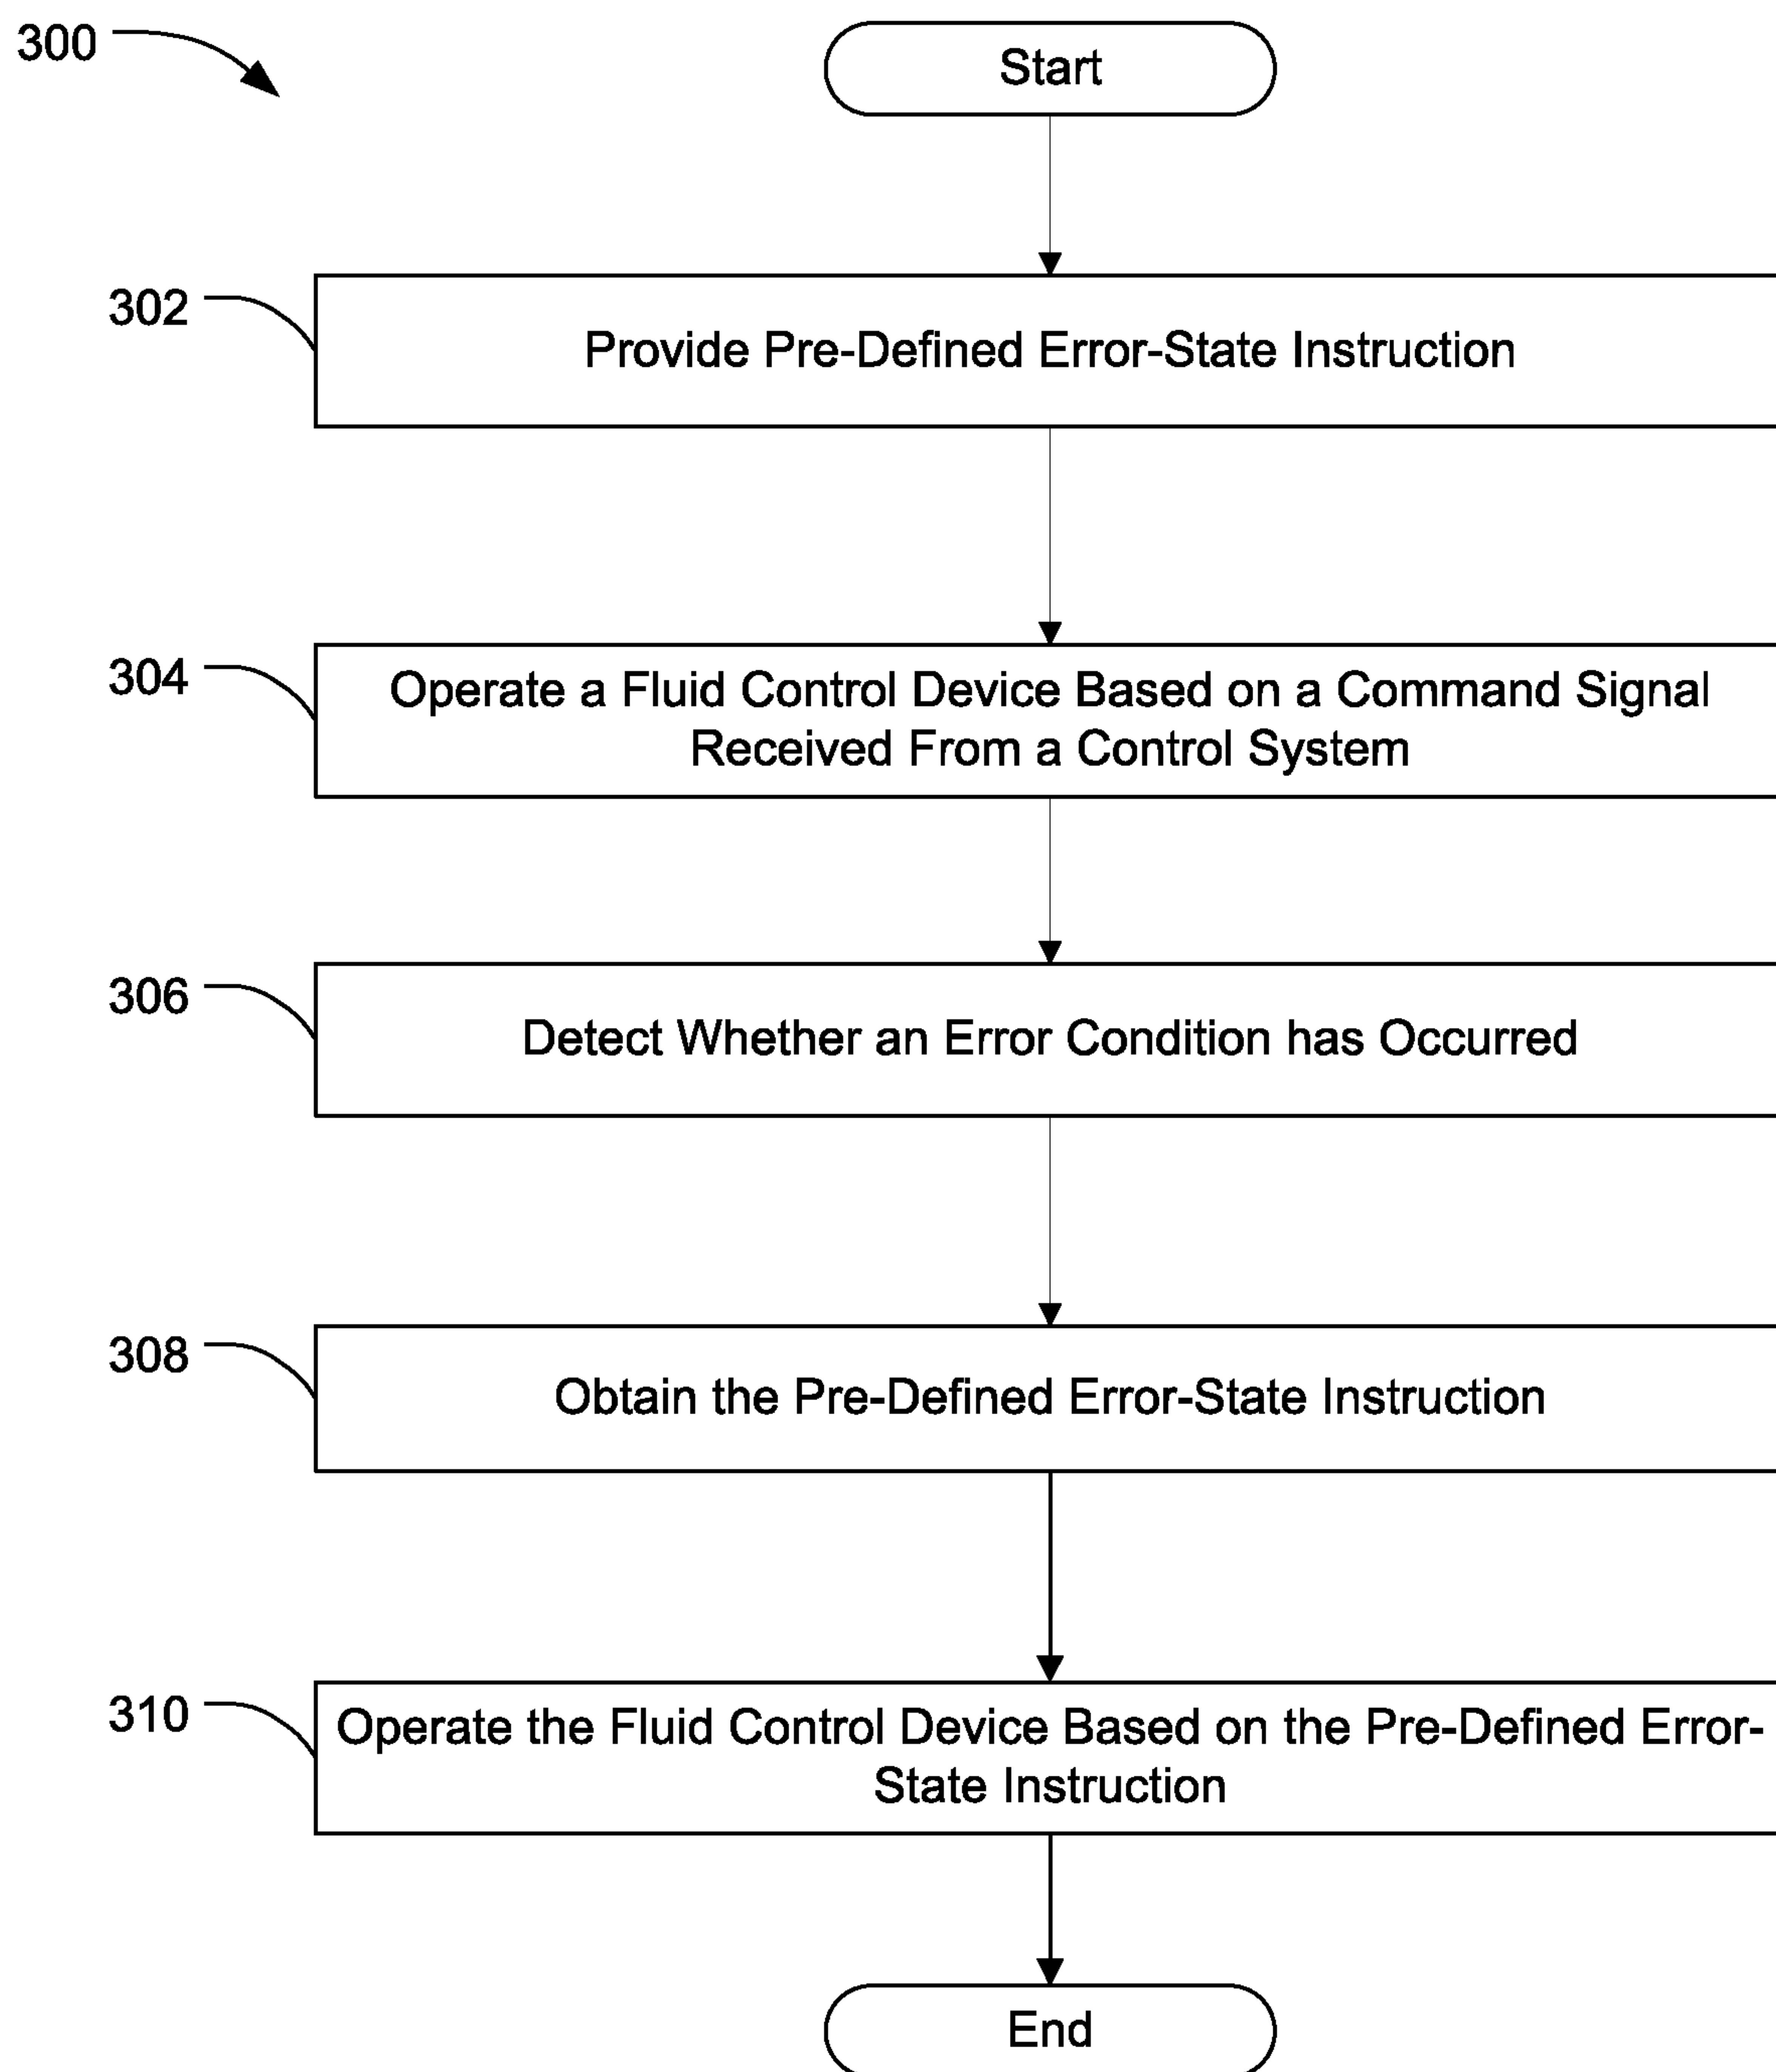 300
Start
302
Provide Pre-Defined Error-State Instruction
304
Operate a Fluid Control Device Based on a Command Signal
Received From a Control System
306
Detect Whether an Error Condition has Occurred
308
Obtain the Pre-Defined Error-State Instruction
310
Operate the Fluid Control Device Based on the Pre-Defined Error-
State Instruction
End